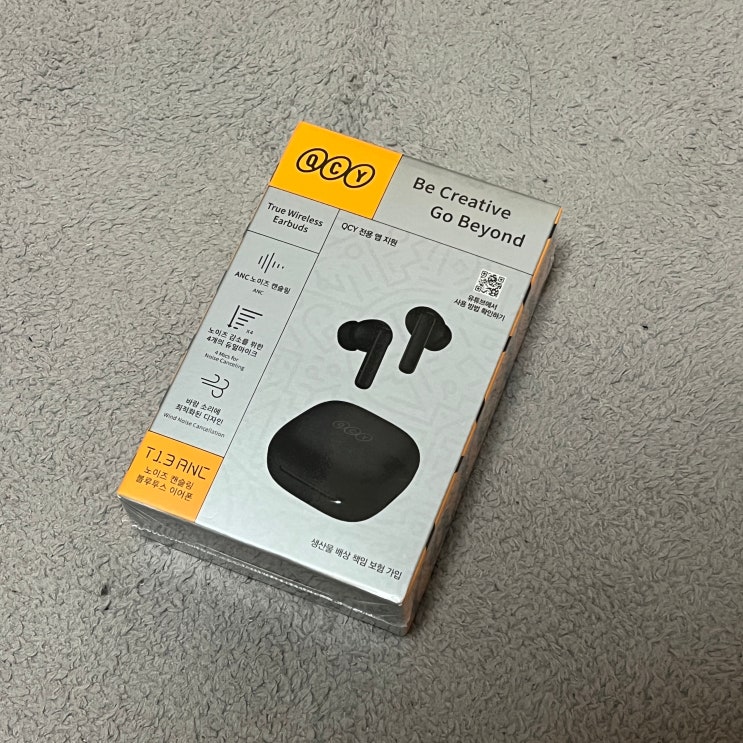 QCY
Be Creative
Go Beyond
True Wireless
Earbuds
QCY 전용 앱 지원
유튜브에서
사용 방법 확인하기
ANC 노이즈 캔슬링
ANC
X4
노이즈 감소를 위한
4개의 듀얼마이크
4 Mics for
Noise Canceling
바람 소리에
최적화된 디자인
Wind Noise Cancellation
QCY
T13 ANC
노이즈 캔슬링
블루투스 이어폰
생산물 배상 책임 보험 가입